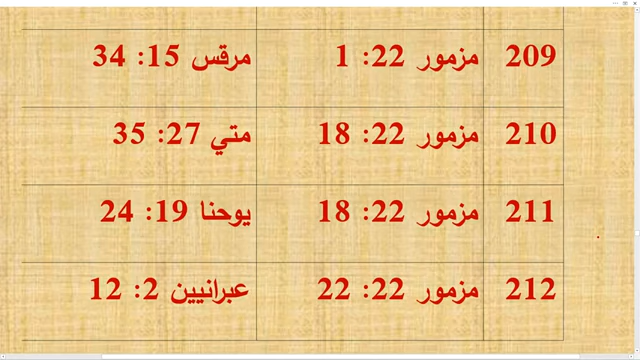 209 مزمور 22: 1 مرقس 15: 34
210 مزمور 22: 18 متي 27: 35
211 مزمور 22: 18 يوحنا 19: 24
212 مزمور 22: 22 عبرانيين 2: 12